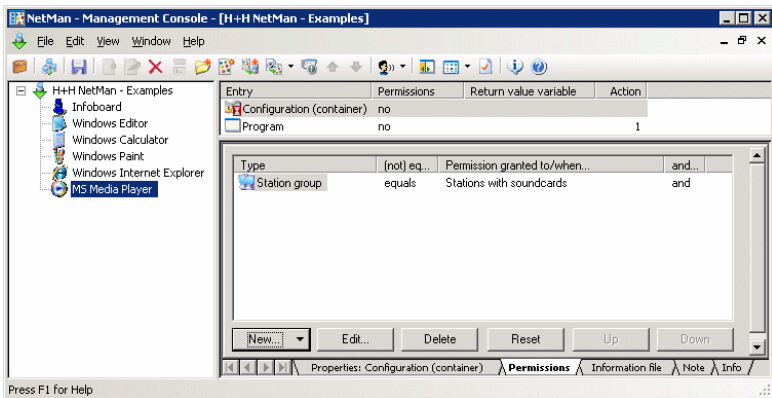 NetMan - Management Console - [H+H NetMan - Examples]
File Edit View Window Help
H+H NetMan - Examples
Infoboard
Windows Editor
Windows Calculator
Windows Paint
Windows Internet Explorer
MS Media Player
Entry Permissions Return value variable Action
Configuration (container) no
Program no 1
Type (not) eq... Permission granted to/when... and...
Station group equals Stations with soundcards and
New... Edit... Delete Reset Up Down
Properties: Configuration (container) Permissions Information file Note Info
Press F1 for Help